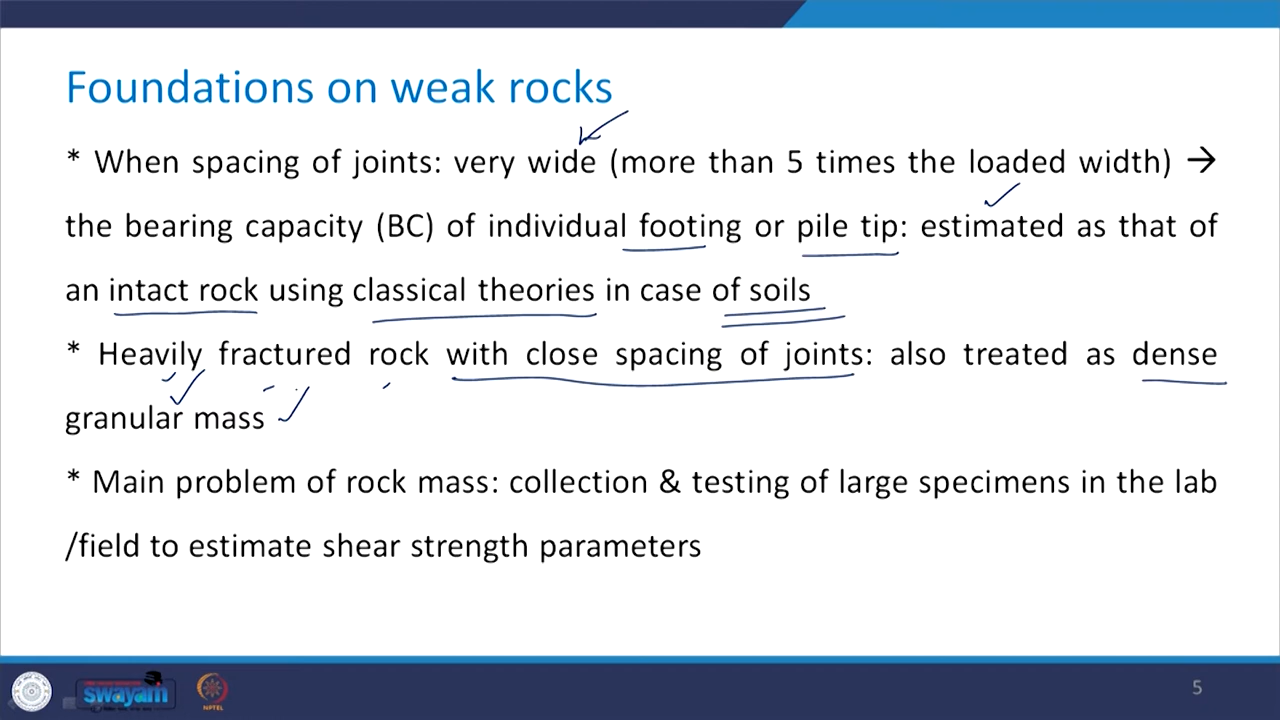 Foundations on weak rocks
* When spacing of joints: very wide (more than 5 times the loaded width) →
the bearing capacity (BC) of individual footing or pile tip: estimated as that of
an intact rock using classical theories in case of soils
* Heavily fractured rock with close spacing of joints: also treated as dense
granular mass
* Main problem of rock mass: collection & testing of large specimens in the lab
/field to estimate shear strength parameters
swayam
NPTEL
5